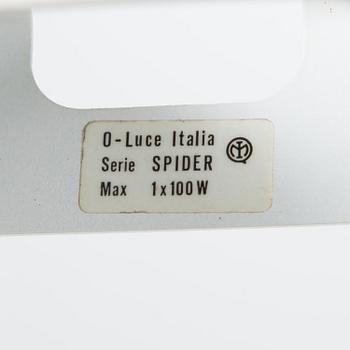 O-Luce Italia
Serie SPIDER
Max 1x100W